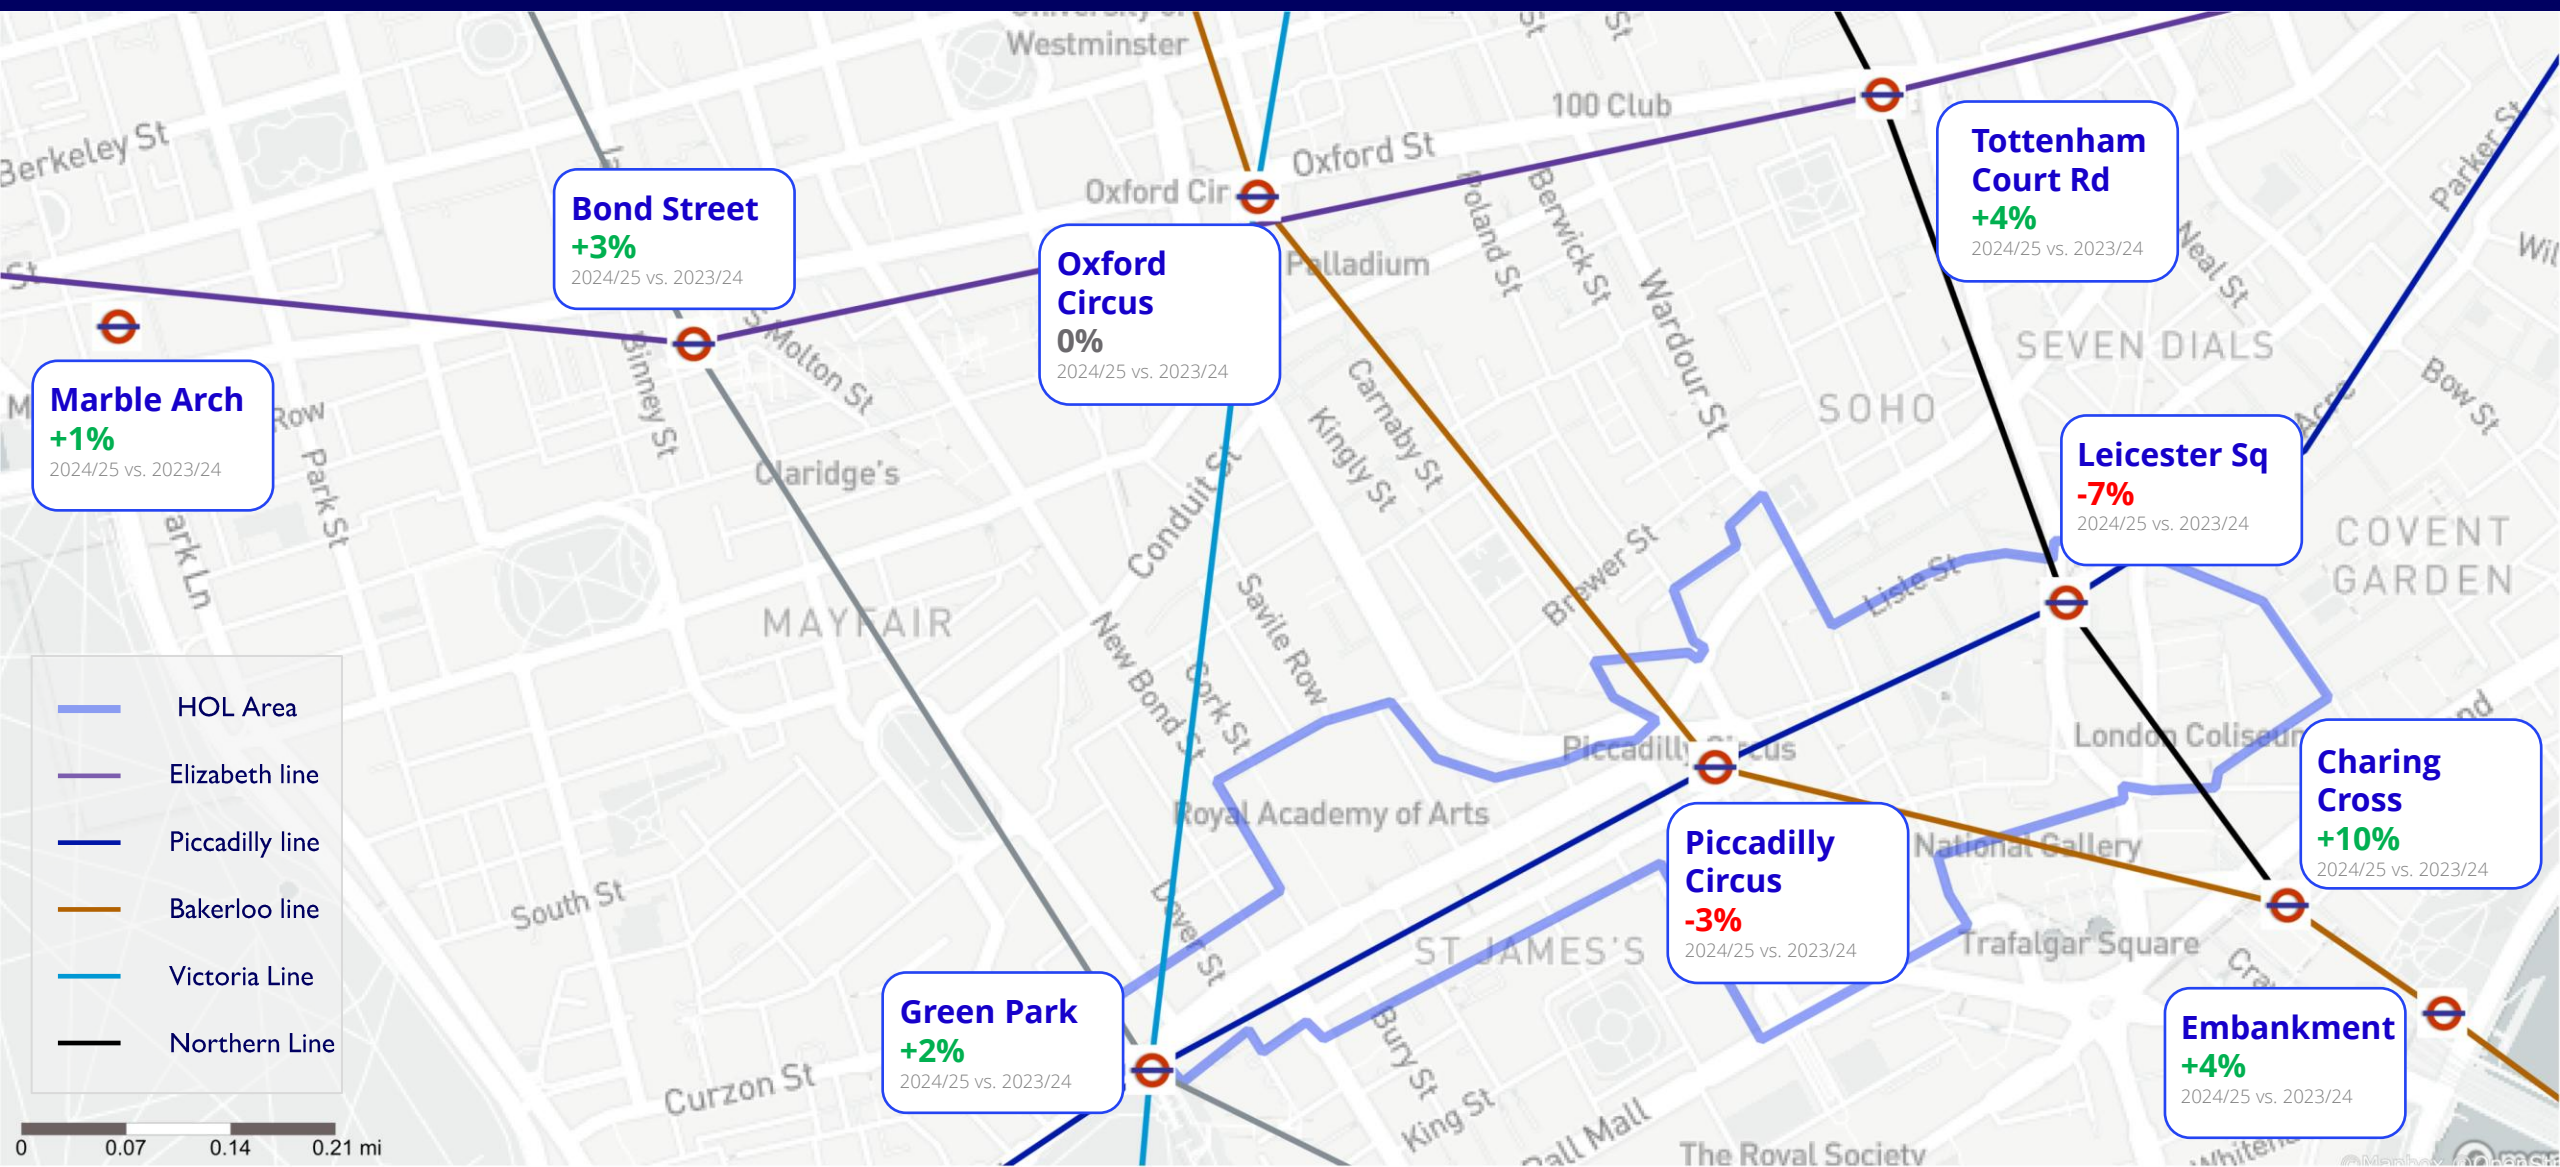 Westminster
100 Club
Berkeley St
Oxford St
Oxford Cir
Tottenham
Court Rd
+4%
2024/25 vs. 2023/24
Parker St
Bond Street
+3%
2024/25 vs. 2023/24
Poland St
Berwick St
Neal St
Oxford
Circus
0%
2024/25 vs. 2023/24
Palladium
Wardour St
St
Binney St
Molton St
SEVEN DIALS
Marble Arch
+1%
2024/25 vs. 2023/24
Row
Park St
Carnaby St
Kingly St
SOHO
Bow St
Acre
Leicester Sq
-7%
2024/25 vs. 2023/24
Claridge's
Conduit St
COVENT
GARDEN
ark Ln
Brewer St
Lisle St
MAYFAIR
Savile Row
New Bond St
Cork St
HOL Area
Elizabeth line
Piccadilly line
Bakerloo line
Victoria Line
Northern Line
Piccadilly Circus
London Coliseum
Charing
Cross
+10%
2024/25 vs. 2023/24
Royal Academy of Arts
Piccadilly
Circus
-3%
2024/25 vs. 2023/24
National Gallery
South St
Dover St
ST JAMES'S
Trafalgar Square
Green Park
+2%
2024/25 vs. 2023/24
Embankment
+4%
2024/25 vs. 2023/24
Curzon St
Bury St
King St
Pall Mall
The Royal Society
0 0.07 0.14 0.21 mi